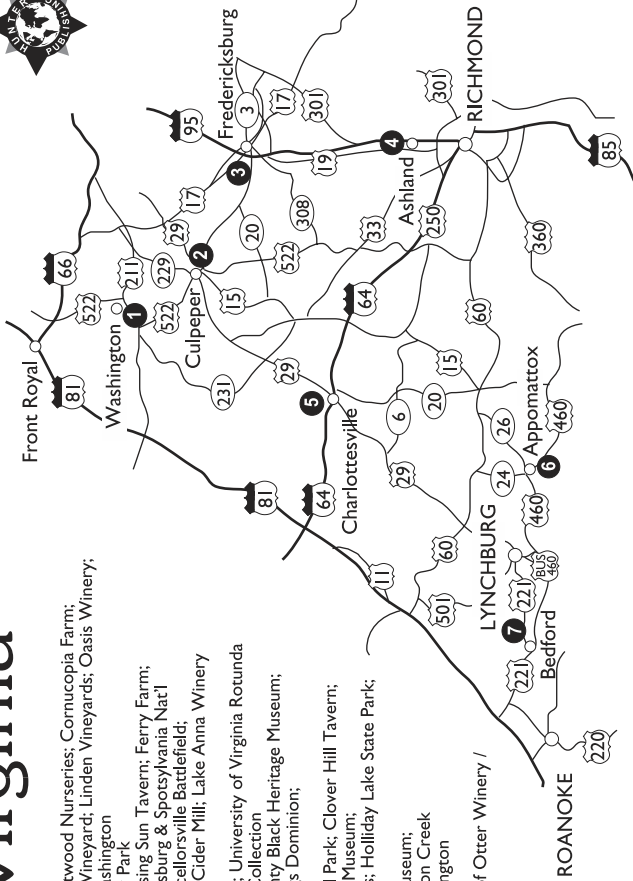 Virginia
twood Nurseries; Cornucopia Farm;
Vineyard; Linden Vineyards; Oasis Winery;
shington
Park
sing Sun Tavern; Ferry Farm;
sburg & Spotsylvania Nat'l
cellorsville Battlefield;
Cider Mill; Lake Anna Winery
; University of Virginia Rotunda
ollection
nty Black Heritage Museum;
s Dominion;
l Park; Clover Hill Tavern;
Museum;
s; Holliday Lake State Park;
useum;
on Creek
ngton
f Otter Winery /
HUNTER
PUBLISHING
Front Royal
81
66
522
Washington
1
211
522
229
29
17
95
Culpeper
2
15
231
29
20
522
3
Fredericksburg
3
17
301
308
19
33
4
Ashland
301
RICHMOND
250
85
360
64
5
Charlottesville
64
81
6
20
15
60
29
26
24
Appomattox
6
460
460
60
11
501
LYNCHBURG
BUS
460
221
7
Bedford
221
ROANOKE
220